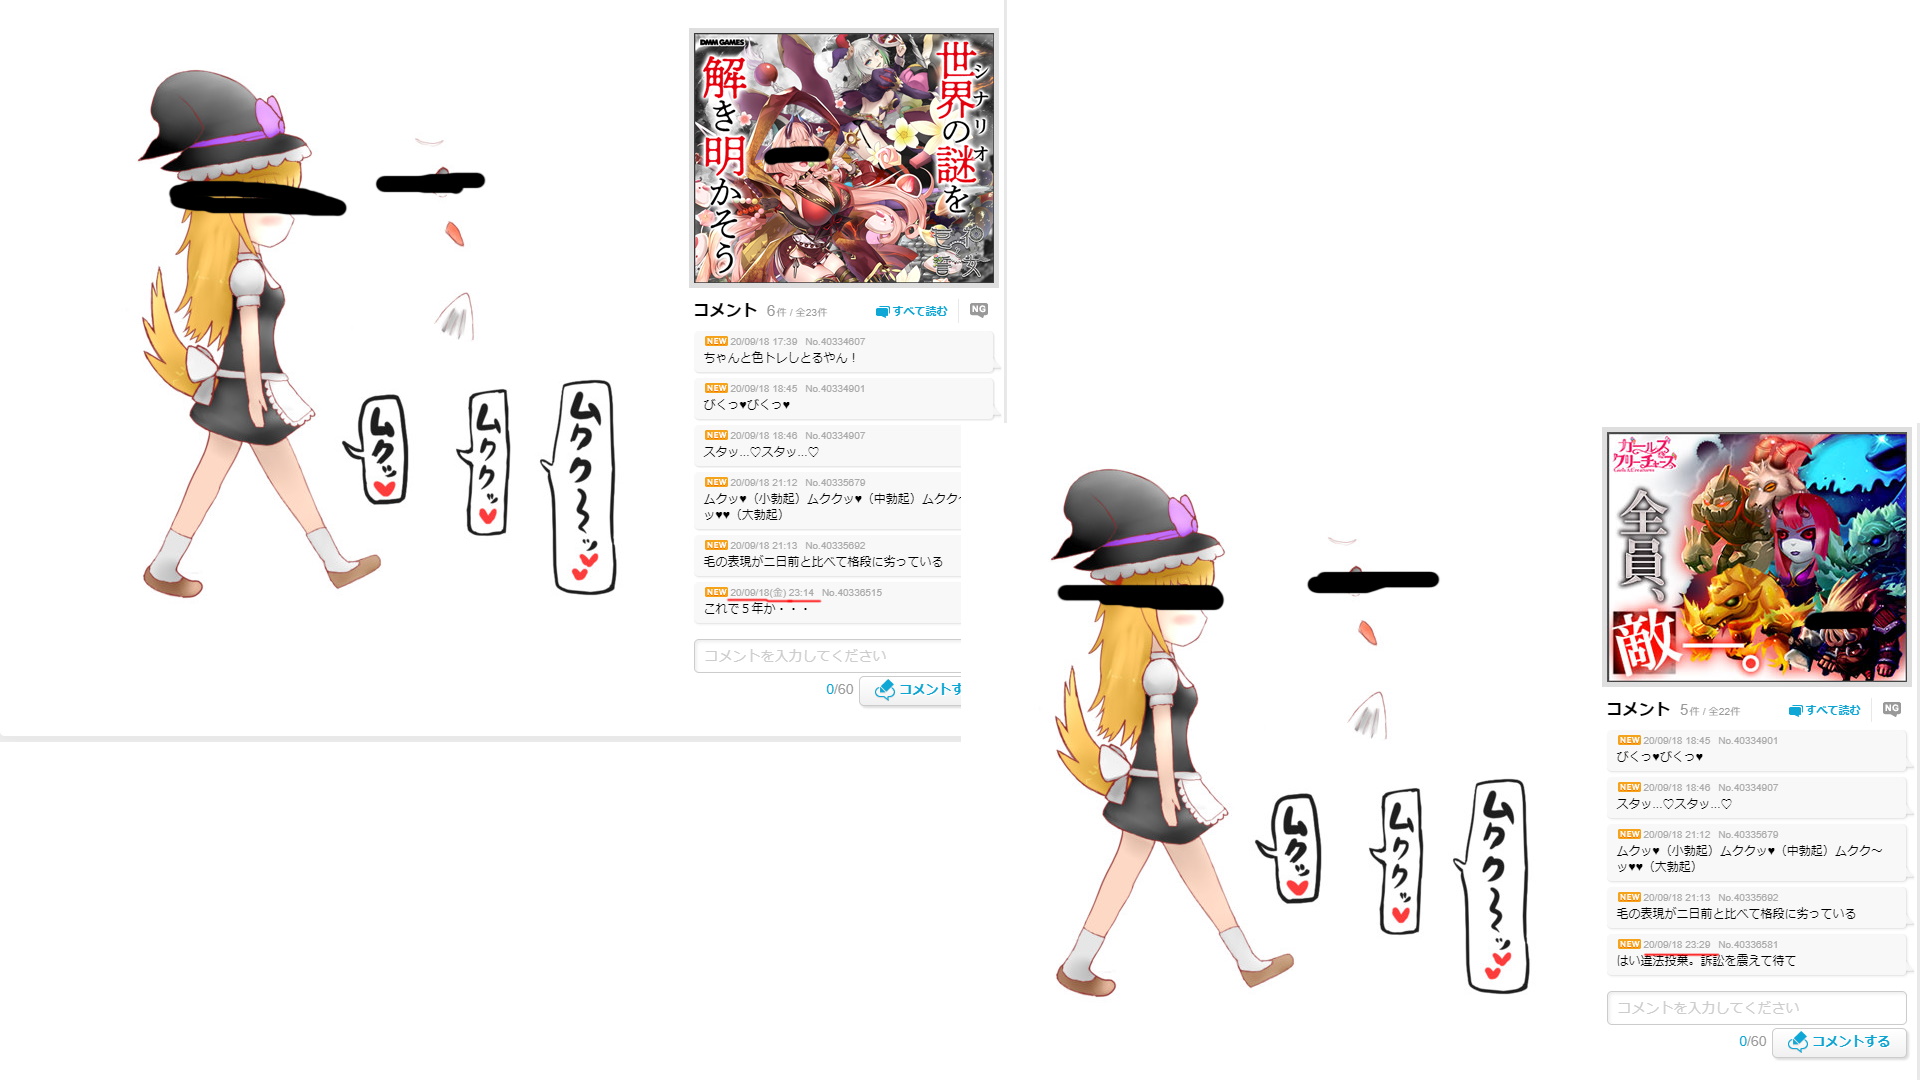 DMM GAMES
世界の謎を
シナリオ
解き明かそう
コメント 6件 / 全23件 すべて読む NG
NEW 20/09/18 17:39 No.40334607
ちゃんと色トレしとるやん！
NEW 20/09/18 18:45 No.40334901
びくっ♥びくっ♥
NEW 20/09/18 18:46 No.40334907
スタッ…♡スタッ…♡
NEW 20/09/18 21:12 No.40335679
ムクッ♥（小勃起）ムククッ♥（中勃起）ムクク〜
ッ♥♥（大勃起）
NEW 20/09/18 21:13 No.40335692
毛の表現が二日前と比べて格段に劣っている
NEW 20/09/18(金) 23:14 No.40336515
これで５年か・・・
コメントを入力してください
0/60 コメントす
ムクッ♥
ムククッ♥
ムクク〜ッ♥♥
ガールズ
クリーチャーズ
全員、
敵ー。
コメント 5件 / 全22件 すべて読む NG
NEW 20/09/18 18:45 No.40334901
びくっ♥びくっ♥
NEW 20/09/18 18:46 No.40334907
スタッ…♡スタッ…♡
NEW 20/09/18 21:12 No.40335679
ムクッ♥（小勃起）ムククッ♥（中勃起）ムクク〜
ッ♥♥（大勃起）
NEW 20/09/18 21:13 No.40335692
毛の表現が二日前と比べて格段に劣っている
NEW 20/09/18 23:29 No.40336581
はい違法投棄。訴訟を震えて待て
コメントを入力してください
0/60 コメントする
ムクッ♥
ムククッ♥
ムクク〜ッ♥♥